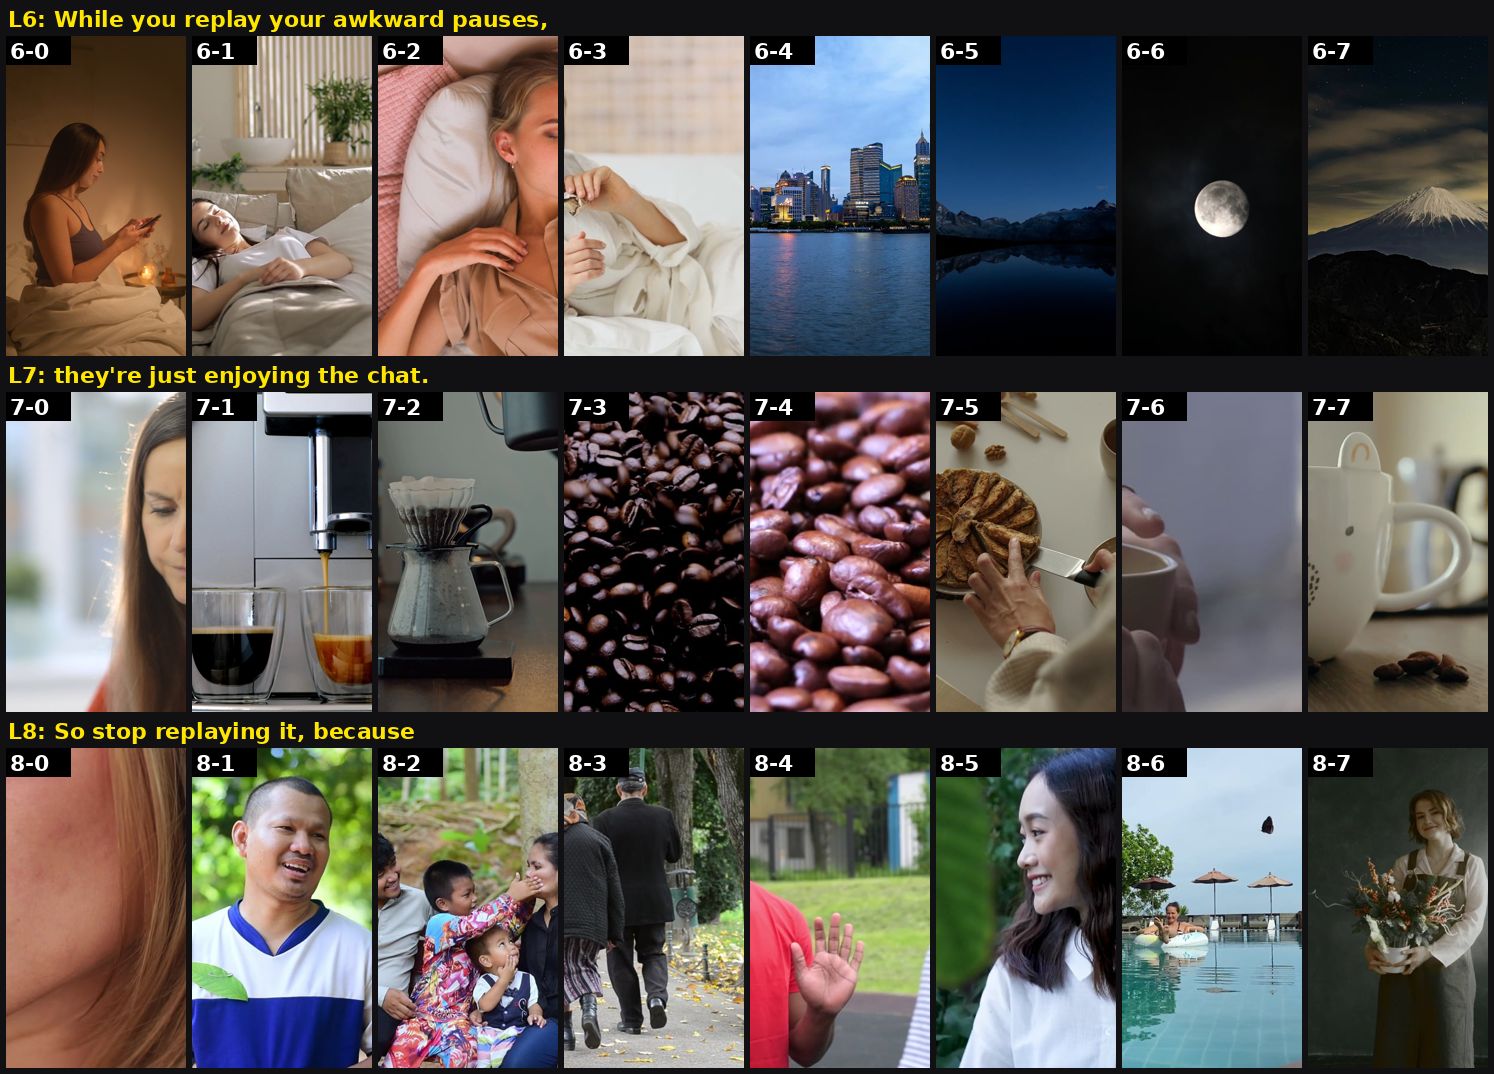 L6: While you replay your awkward pauses,
6-0 6-1 6-2 6-3 6-4 6-5 6-6 6-7
L7: they're just enjoying the chat.
7-0 7-1 7-2 7-3 7-4 7-5 7-6 7-7
L8: So stop replaying it, because
8-0 8-1 8-2 8-3 8-4 8-5 8-6 8-7